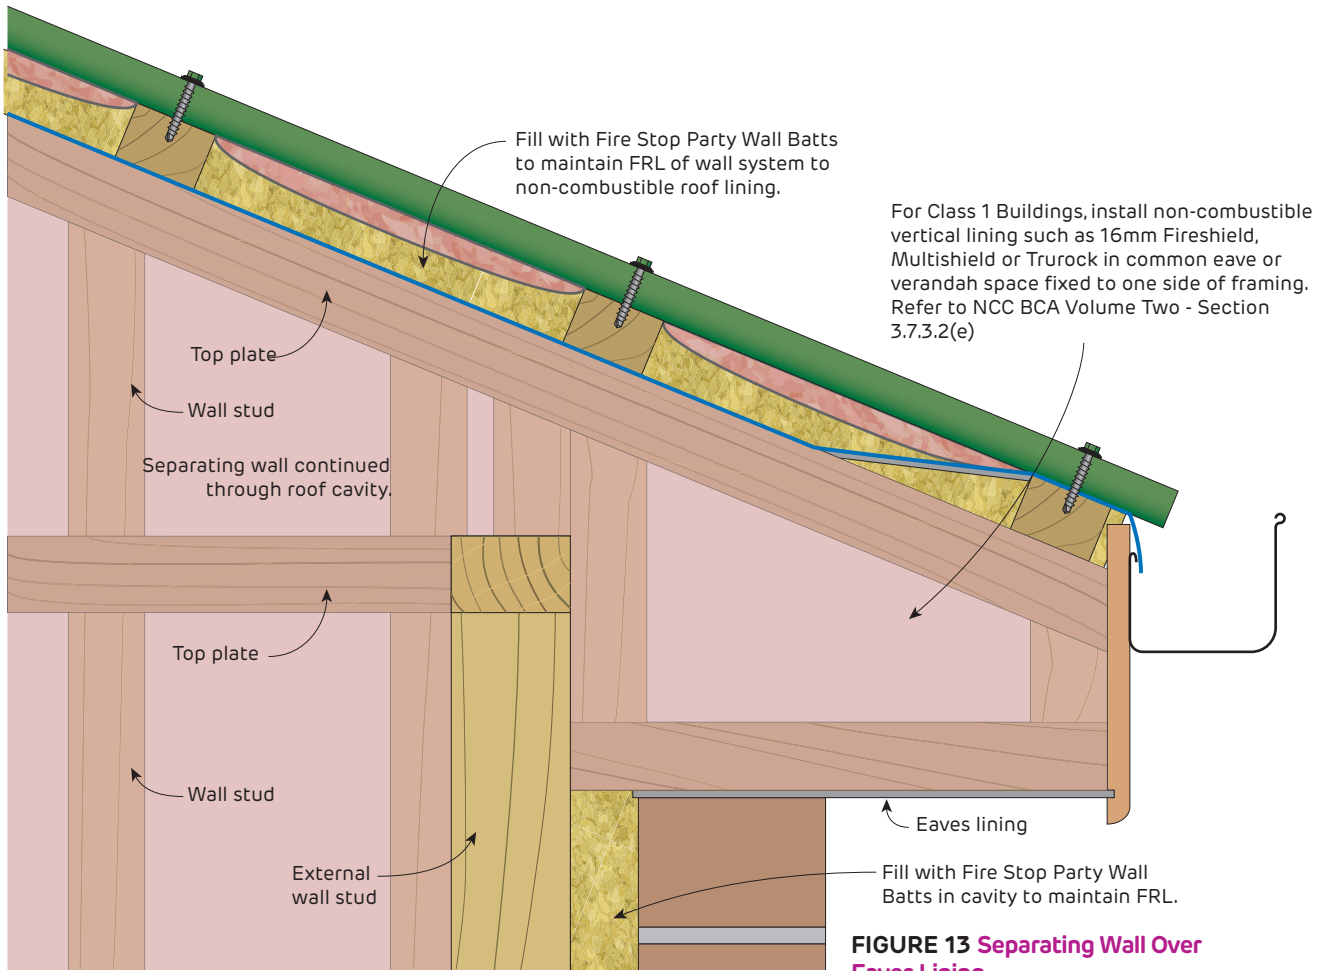 Fill with Fire Stop Party Wall Batts
to maintain FRL of wall system to
non-combustible roof lining.
For Class 1 Buildings, install non-combustible
vertical lining such as 16mm Fireshield,
Multishield or Trurock in common eave or
verandah space fixed to one side of framing.
Refer to NCC BCA Volume Two - Section
3.7.3.2(e)
Top plate
Wall stud
Separating wall continued
through roof cavity.
Top plate
Wall stud
Eaves lining
External
wall stud
Fill with Fire Stop Party Wall
Batts in cavity to maintain FRL.
FIGURE 13 Separating Wall Over
Eaves Lining